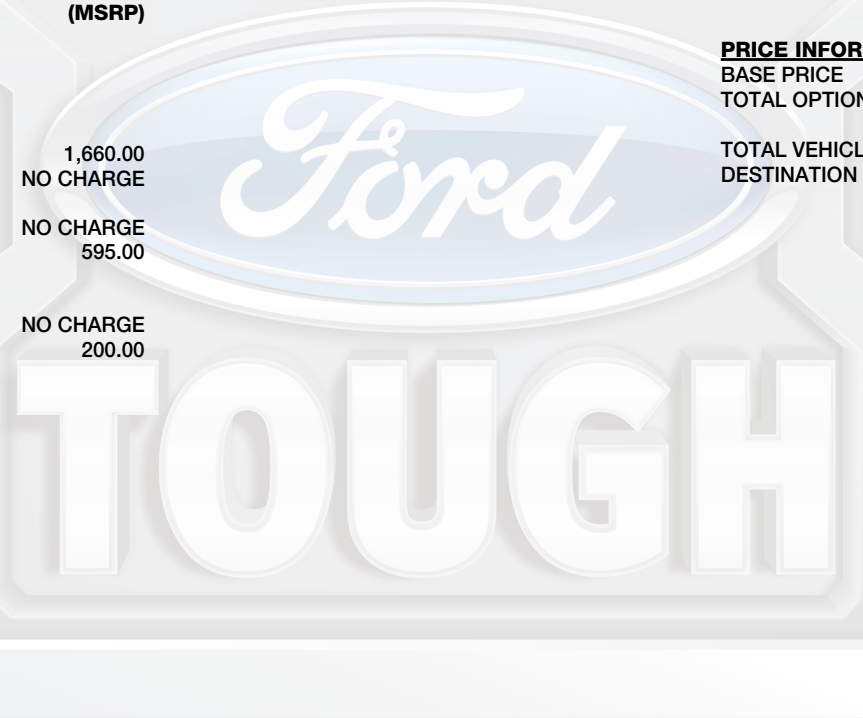 (MSRP)
1,660.00
NO CHARGE
NO CHARGE
595.00
NO CHARGE
200.00
PRICE INFOR
BASE PRICE
TOTAL OPTION
TOTAL VEHICL
DESTINATION
Ford
TOUGH